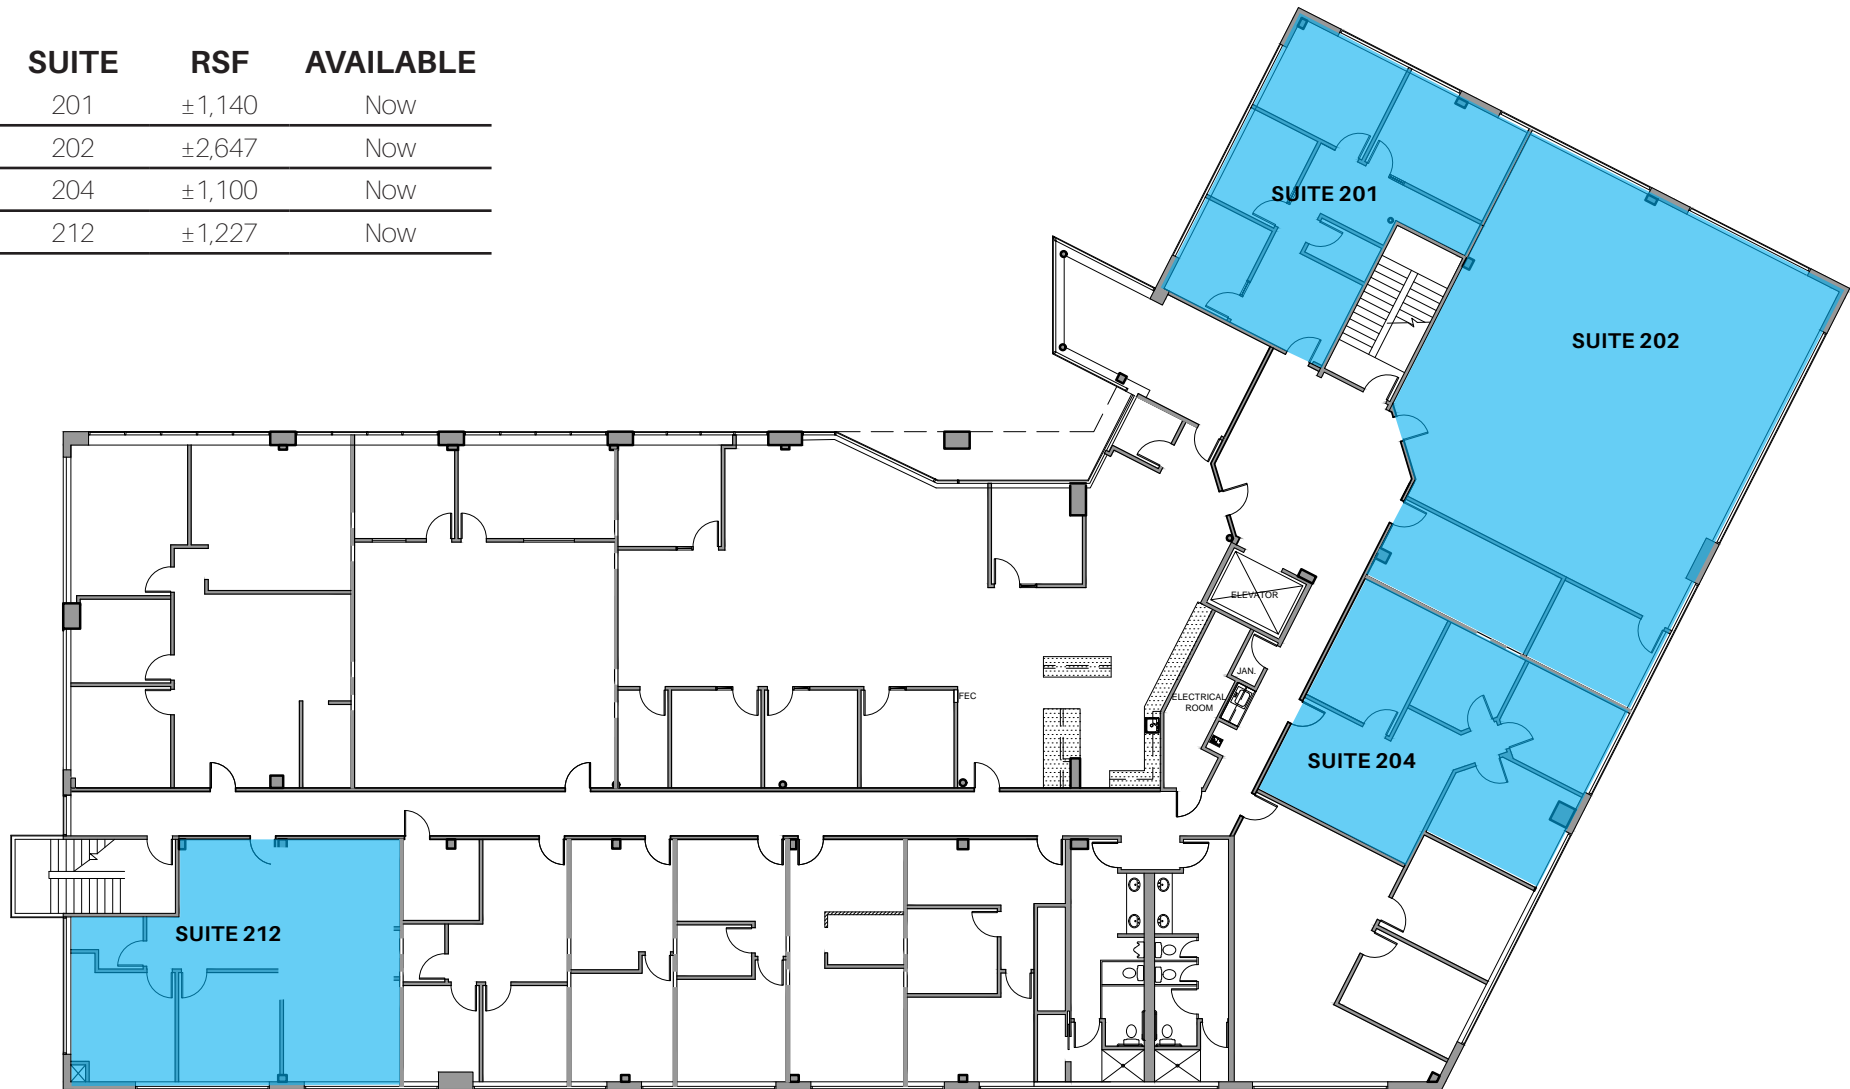 SUITE RSF AVAILABLE
201 ±1,140 Now
202 ±2,647 Now
204 ±1,100 Now
212 ±1,227 Now
SUITE 201
SUITE 202
ELEVATOR
JAN.
FEC
ELECTRICAL
ROOM
SUITE 204
SUITE 212